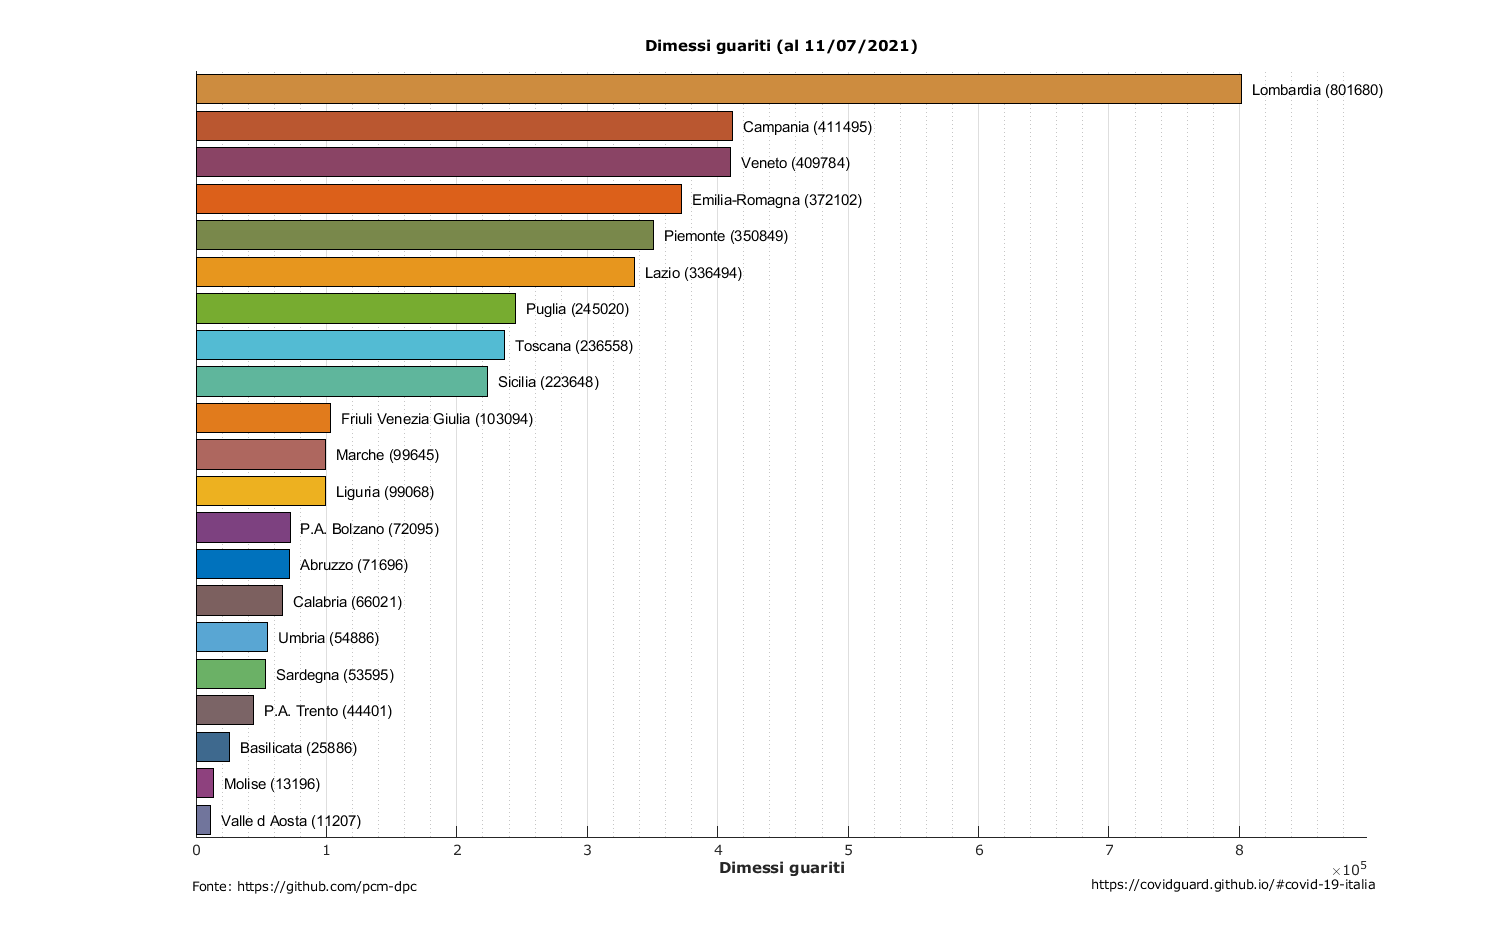 Dimessi guariti (al 11/07/2021)
Lombardia (801680)
Campania (411495)
Veneto (409784)
Emilia-Romagna (372102)
Piemonte (350849)
Lazio (336494)
Puglia (245020)
Toscana (236558)
Sicilia (223648)
Friuli Venezia Giulia (103094)
Marche (99645)
Liguria (99068)
P.A. Bolzano (72095)
Abruzzo (71696)
Calabria (66021)
Umbria (54886)
Sardegna (53595)
P.A. Trento (44401)
Basilicata (25886)
Molise (13196)
Valle d Aosta (11207)
0 1 2 3 4 5 6 7 8
Dimessi guariti
×10⁵
Fonte: https://github.com/pcm-dpc
https://covidguard.github.io/#covid-19-italia